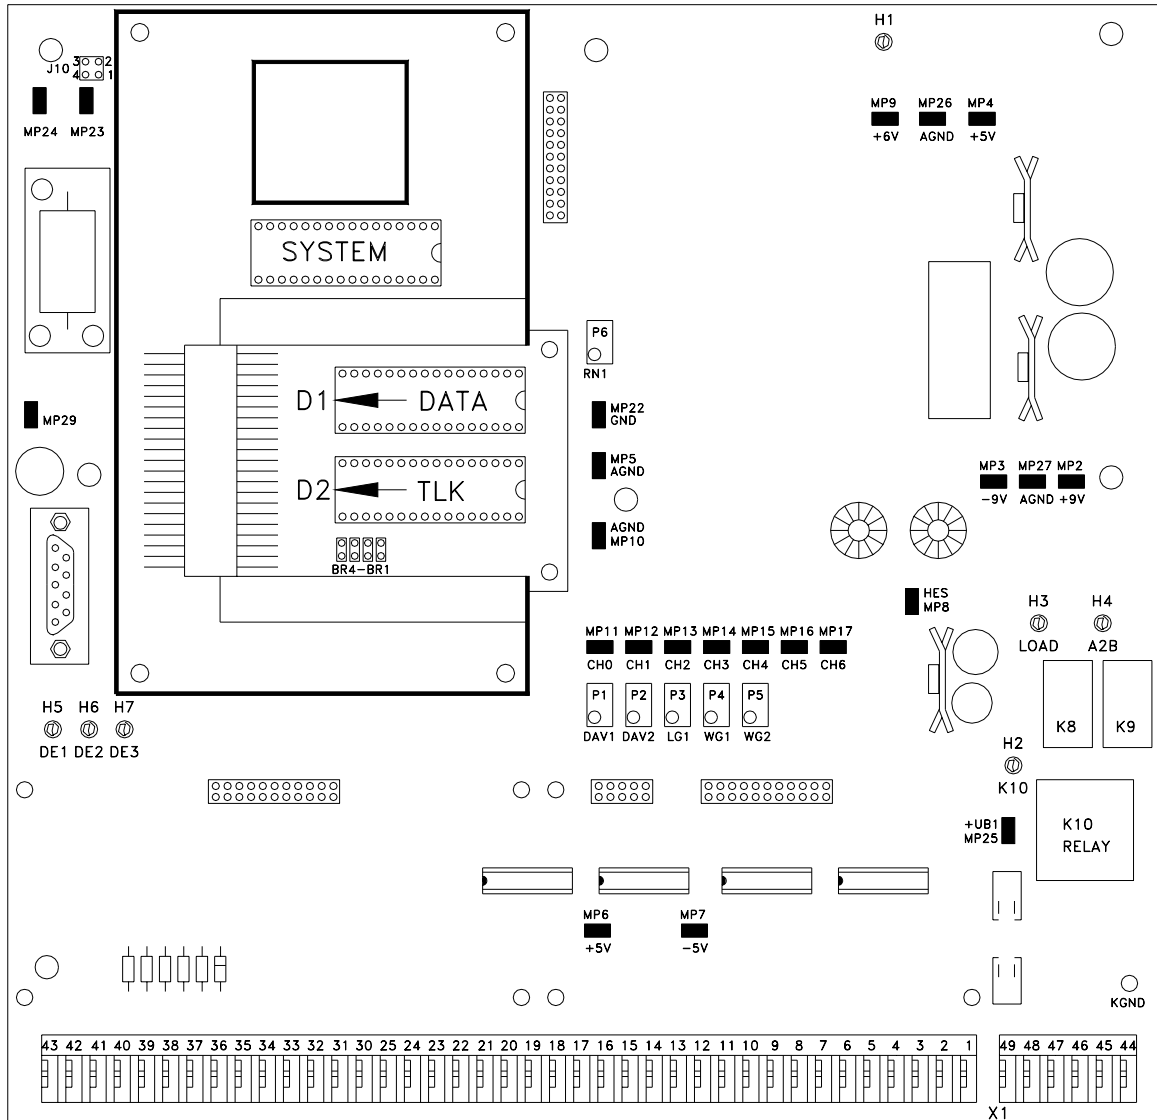 H1
J10 3 2
4 1
MP24 MP23
MP9 MP26 MP4
+6V AGND +5V
SYSTEM
P6
RN1
D1 DATA
MP22
GND
MP29
MP5
AGND
D2 TLK
MP3 MP27 MP2
-9V AGND +9V
AGND
MP10
BR4-BR1
HES
MP8
H3 H4
LOAD A2B
MP11 MP12 MP13 MP14 MP15 MP16 MP17
CH0 CH1 CH2 CH3 CH4 CH5 CH6
P1 P2 P3 P4 P5
DAV1 DAV2 LG1 WG1 WG2
H5 H6 H7
DE1 DE2 DE3
K8 K9
H2
K10
+UB1
MP25
K10
RELAY
MP6 MP7
+5V -5V
KGND
43 42 41 40 39 38 37 36 35 34 33 32 31 30 25 24 23 22 21 20 19 18 17 16 15 14 13 12 11 10 9 8 7 6 5 4 3 2 1
49 48 47 46 45 44
X1